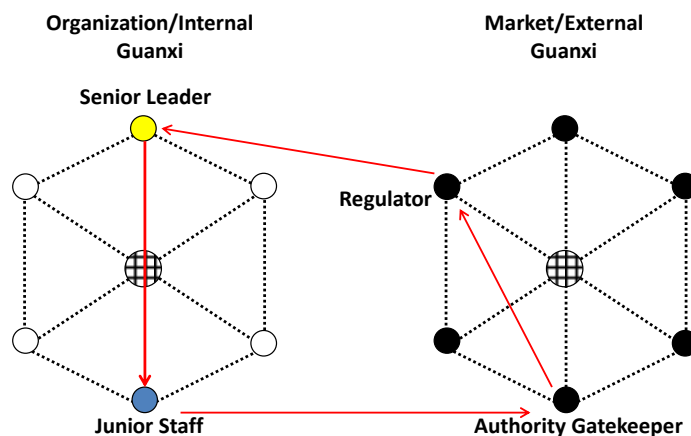 Organization/Internal
Guanxi
Market/External
Guanxi
Senior Leader
Regulator
Junior Staff
Authority Gatekeeper